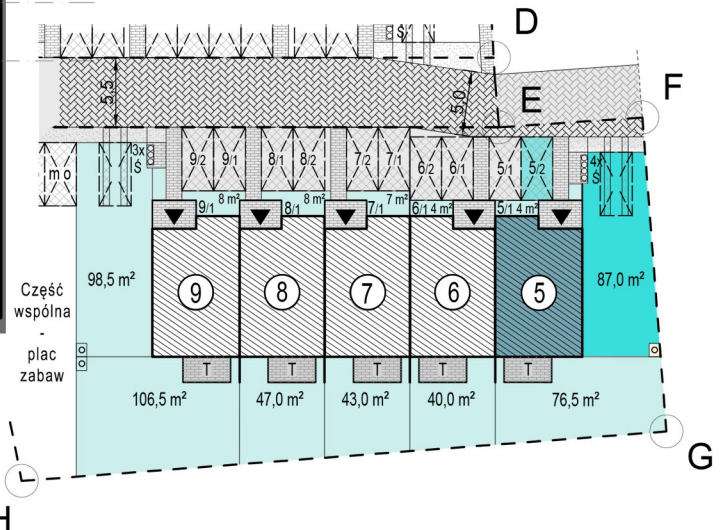 D
5,5
5,0
E
F
3x
Ś
9/2
9/1
8/1
8/2
7/2
7/1
6/2
6/1
5/1
5/2
4x
Ś
m o
9/1
8 m²
8/1
8 m²
7/1
7 m²
6/1
4 m²
5/1
4 m²
98,5 m²
9
8
7
6
5
87,0 m²
Część
wspólna
-
plac
zabaw
T
T
T
T
T
106,5 m²
47,0 m²
43,0 m²
40,0 m²
76,5 m²
G
H